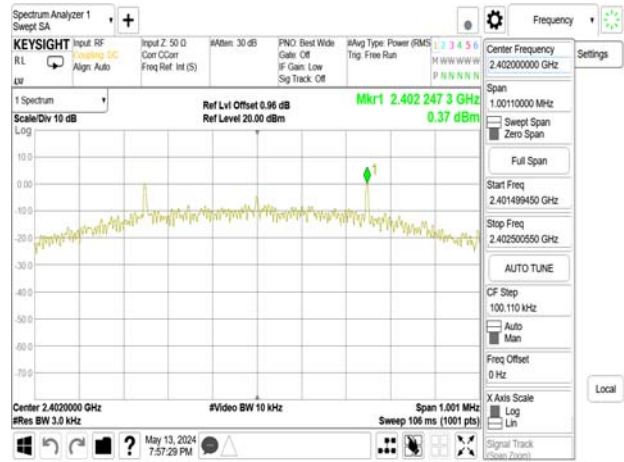 Spectrum Analyzer 1
Swept SA
+
Frequency
KEYSIGHT
RL
Input: RF
Coupling: DC
Align: Auto
Input Z: 50 Ω
Corr CCorr
Freq Ref: Int (S)
#Atten: 30 dB
PNO: Best Wide
Gate: Off
IF Gain: Low
Sig Track: Off
#Avg Type: Power (RMS
Trig: Free Run
1 2 3 4 5 6
M W W W W W
P N N N N N
Center Frequency
2.402000000 GHz
Settings
Span
1.00110000 MHz
Swept Span
Zero Span
Full Span
Start Freq
2.401499450 GHz
Stop Freq
2.402500550 GHz
AUTO TUNE
CF Step
100.110 kHz
Auto
Man
Freq Offset
0 Hz
X Axis Scale
Log
Lin
Local
Signal Track
(Span Zoom)
1 Spectrum
Scale/Div 10 dB
Log
Ref Lvl Offset 0.96 dB
Ref Level 20.00 dBm
Mkr1 2.402 247 3 GHz
0.37 dBm
1
10.0
0.00
-10.0
-20.0
-30.0
-40.0
-50.0
-60.0
-70.0
Center 2.4020000 GHz
#Res BW 3.0 kHz
#Video BW 10 kHz
Span 1.001 MHz
Sweep 106 ms (1001 pts)
?
May 13, 2024
7:57:29 PM